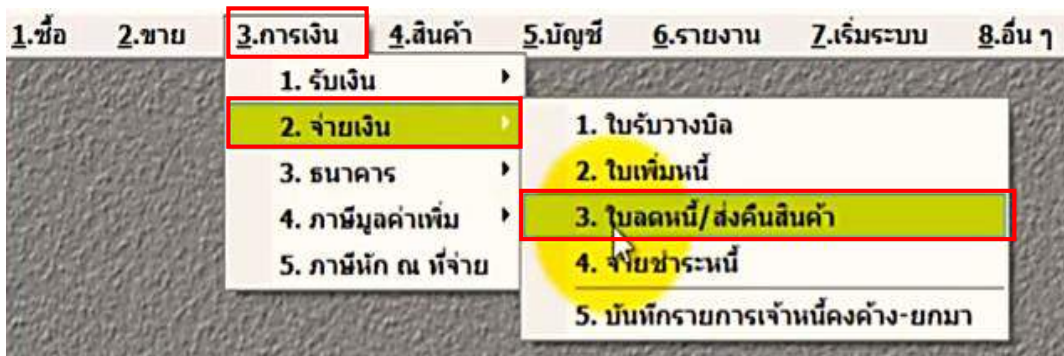 1.ซื้อ 2.ขาย 3.การเงิน 4.สินค้า 5.บัญชี 6.รายงาน 7.เริ่มระบบ 8.อื่น ๆ
1. รับเงิน
2. จ่ายเงิน
3. ธนาคาร
4. ภาษีมูลค่าเพิ่ม
5. ภาษีหัก ณ ที่จ่าย
1. ใบรับวางบิล
2. ใบเพิ่มหนี้
3. ใบลดหนี้/ส่งคืนสินค้า
4. จ่ายชำระหนี้
5. บันทึกรายการเจ้าหนี้คงค้าง-ยกมา